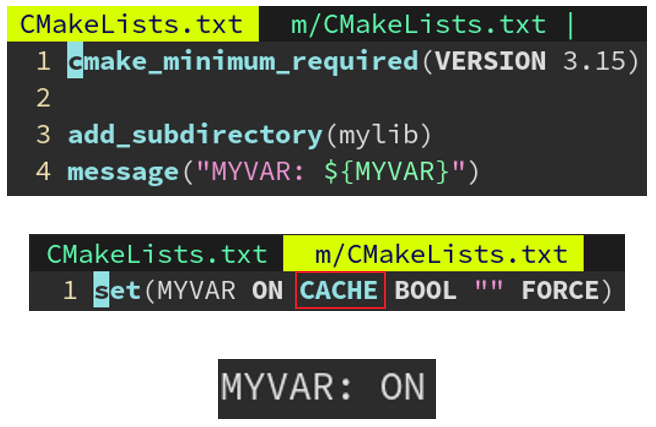 CMakeLists.txt m/CMakeLists.txt |
1 cmake_minimum_required(VERSION 3.15)
2
3 add_subdirectory(mylib)
4 message("MYVAR: ${MYVAR}")
CMakeLists.txt m/CMakeLists.txt
1 set(MYVAR ON CACHE BOOL "" FORCE)
MYVAR: ON